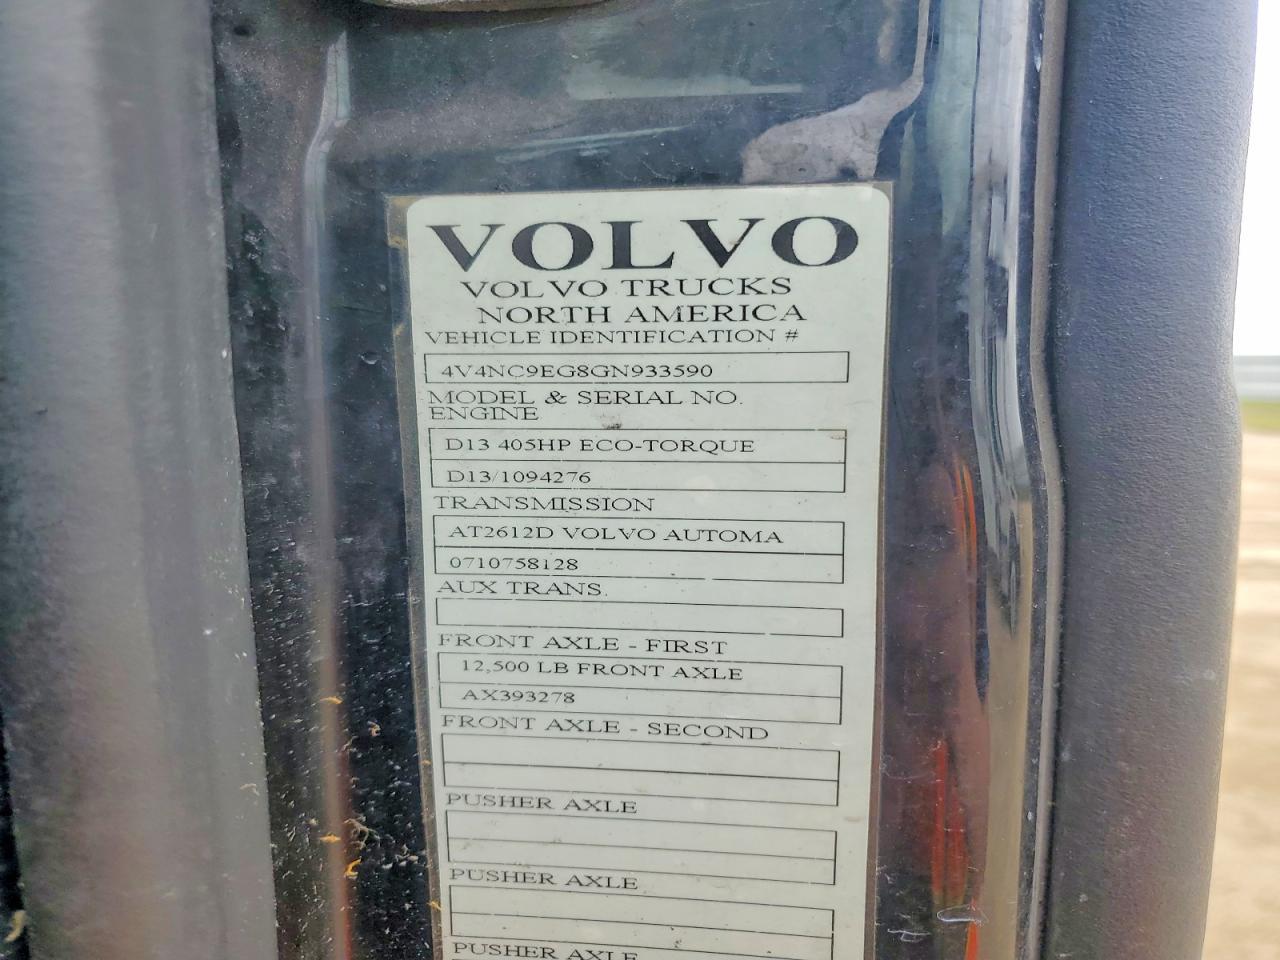 VOLVO
VOLVO TRUCKS
NORTH AMERICA
VEHICLE IDENTIFICATION #
4V4NC9EG8GN933590
MODEL & SERIAL NO.
ENGINE
D13 405HP ECO-TORQUE
D13/1094276
TRANSMISSION
AT2612D VOLVO AUTOMA
0710758128
AUX TRANS.
FRONT AXLE - FIRST
12,500 LB FRONT AXLE
AX393278
FRONT AXLE - SECOND
PUSHER AXLE
PUSHER AXLE
PUSHER AXLE